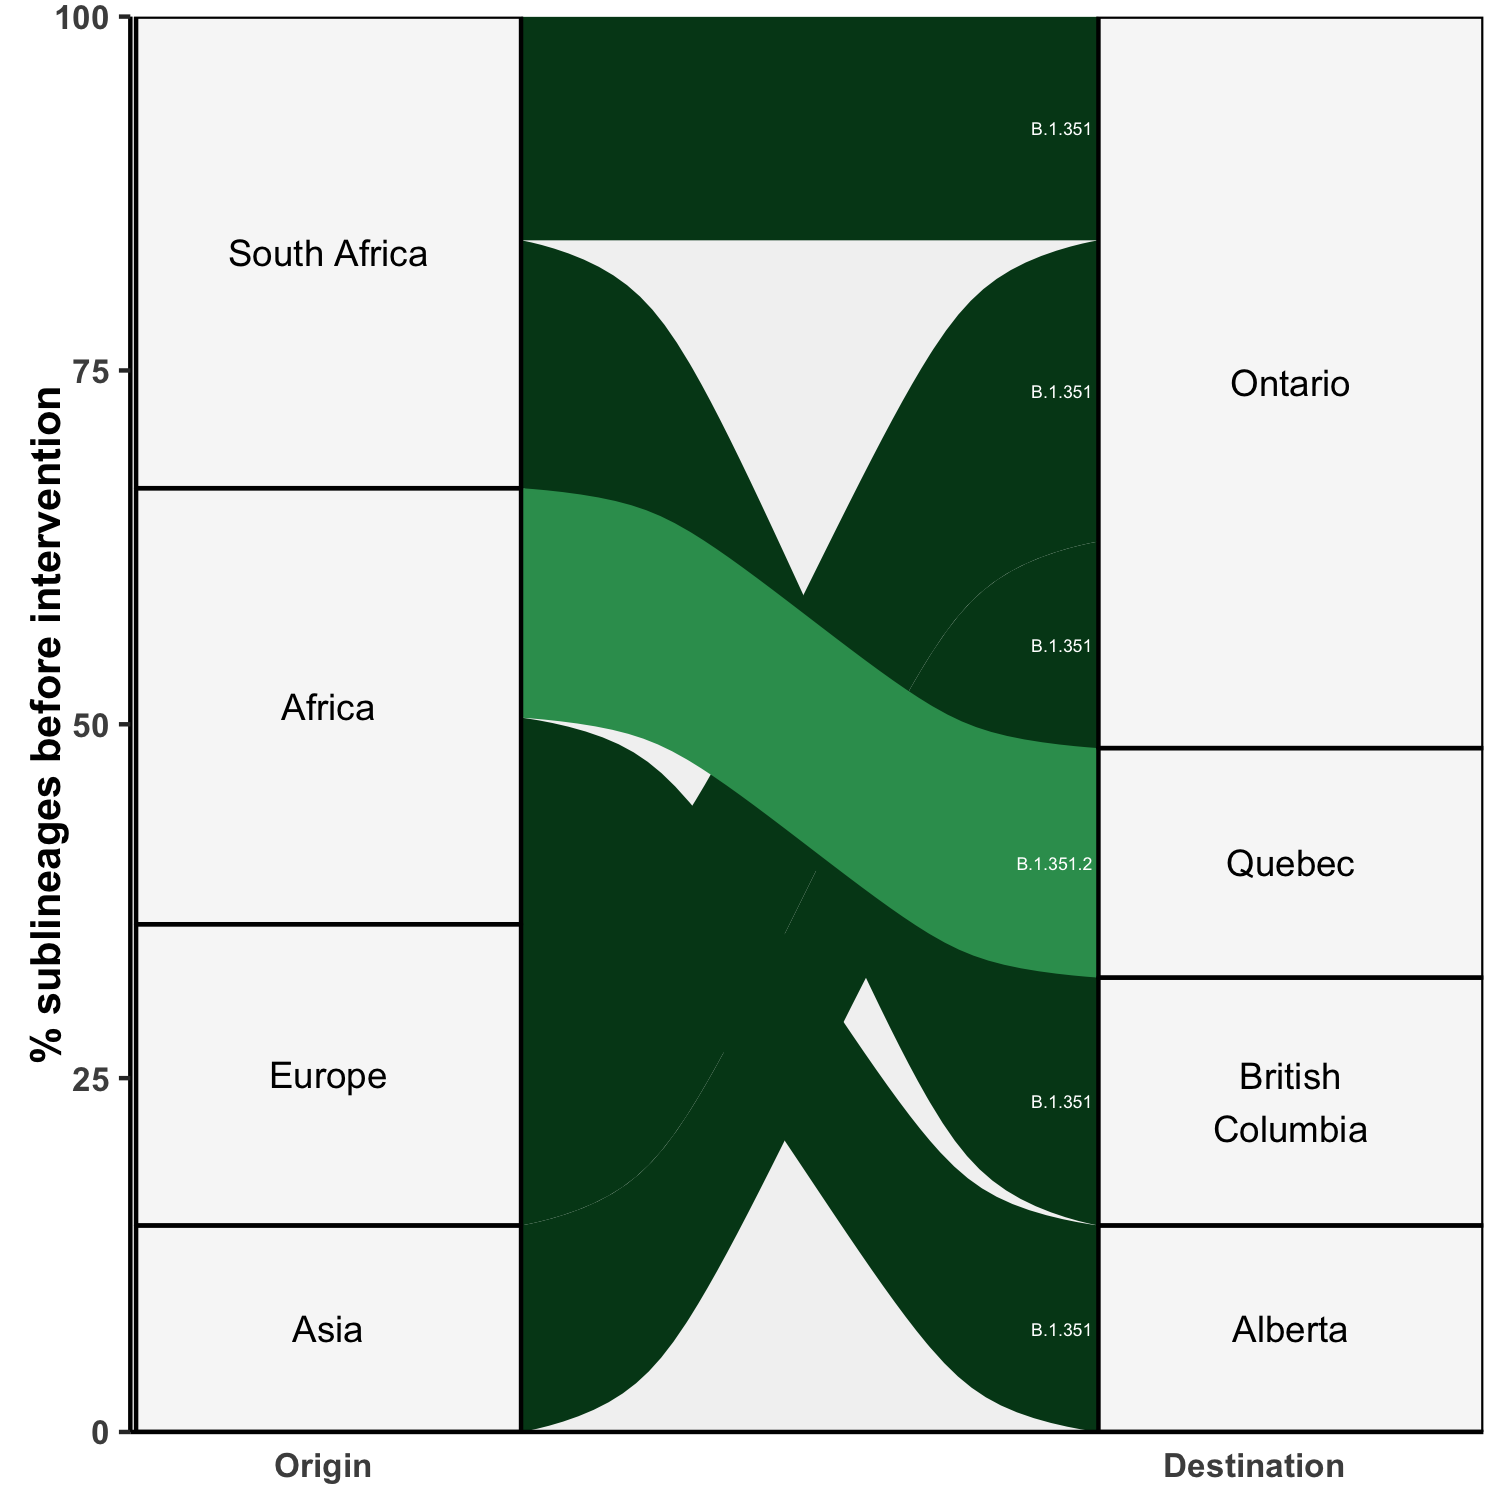 % sublineages before intervention
100
75
50
25
0
South Africa
Africa
Europe
Asia
B.1.351
B.1.351
B.1.351
B.1.351.2
B.1.351
B.1.351
Ontario
Quebec
British
Columbia
Alberta
Origin
Destination